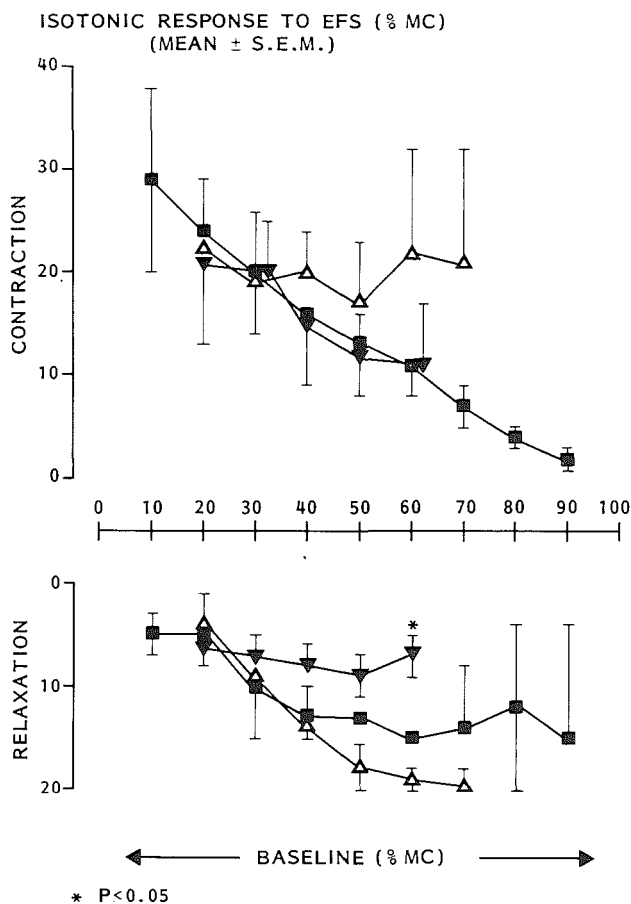 ISOTONIC RESPONSE TO EFS (% MC)
(MEAN ± S.E.M.)
40
30
20
10
0
CONTRACTION
0 10 20 30 40 50 60 70 80 90 100
0
10
20
RELAXATION
*
BASELINE (% MC)
* P<0.05